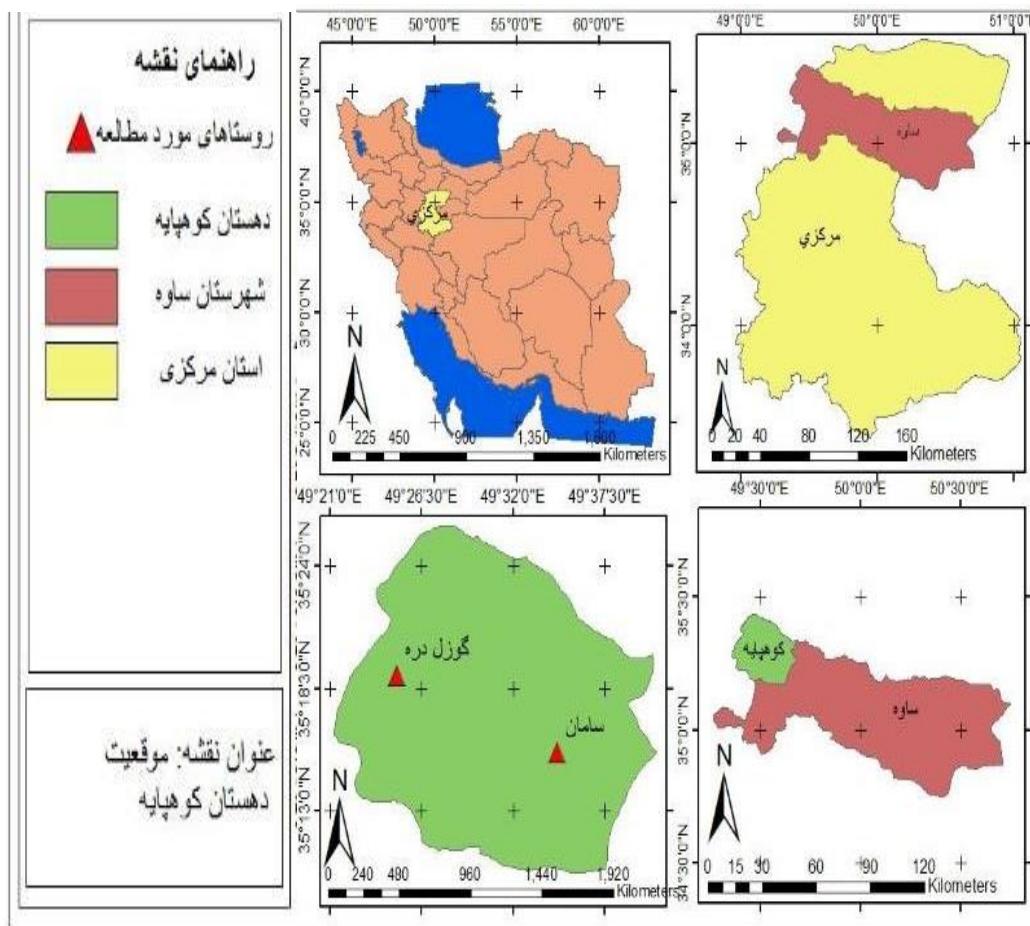 راهنمای نقشه
روستاهای مورد مطالعه
دهستان کوهپایه
شهرستان ساوه
استان مرکزی
عنوان نقشه: موقعیت
دهستان کوهپایه
45°0'0"E 50°0'0"E 55°0'0"E 60°0'0"E
40°0'0"N
35°0'0"N
30°0'0"N
25°0'0"N
مرکزي
N
0 225 450 900 1,350 1,800
Kilometers
49°0'0"E 50°0'0"E 51°0'0"E
34°0'0"N
ساوه
مرکزي
N
0 20 40 80 120 160
Kilometers
49°21'0"E 49°26'30"E 49°32'0"E 49°37'30"E
35°24'0"N
35°18'30"N
35°13'0"N
گوزل دره
سامان
N
0 240 480 960 1,440 1,920
Kilometers
49°30'0"E 50°0'0"E 50°30'0"E
35°30'0"N
35°0'0"N
34°30'0"N
کوهپایه
ساوه
N
0 15 30 60 90 120
Kilometers